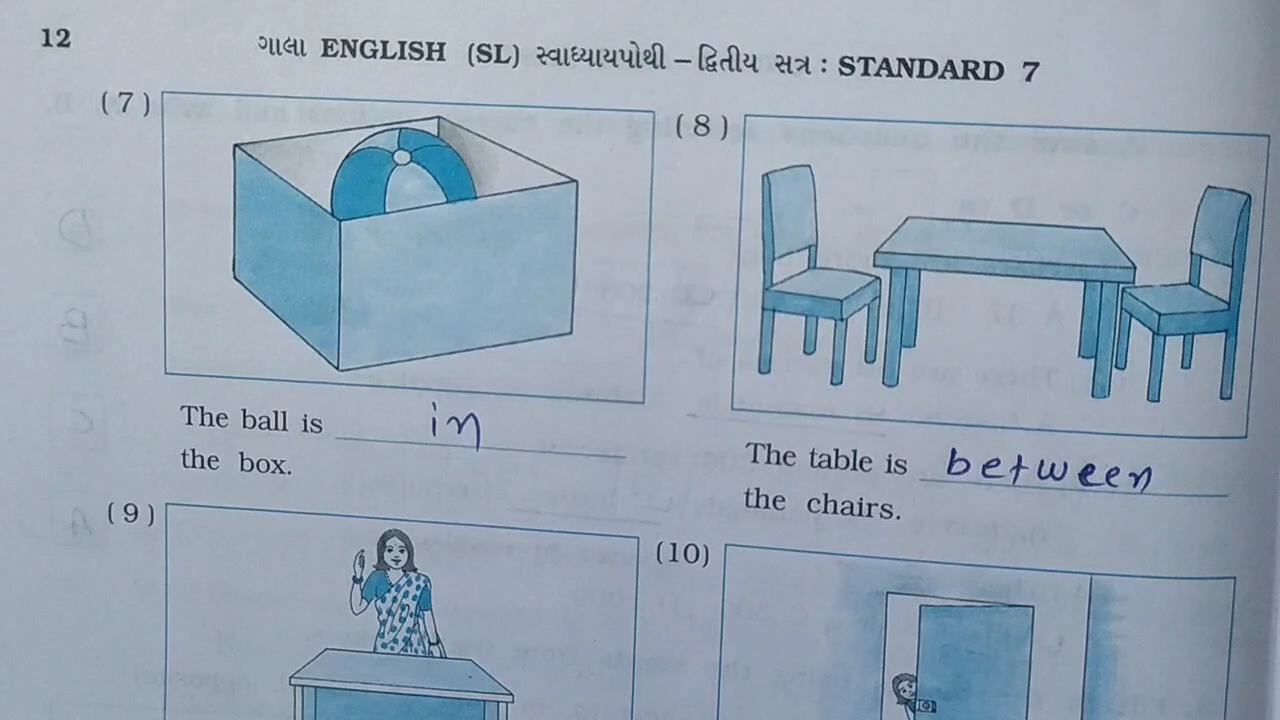 12
ગાલા ENGLISH (SL) સ્વાધ્યાયપોથી – દ્વિતીય સત્ર : STANDARD 7
(7)
The ball is in
the box.
(8)
The table is between
the chairs.
(9)
(10)